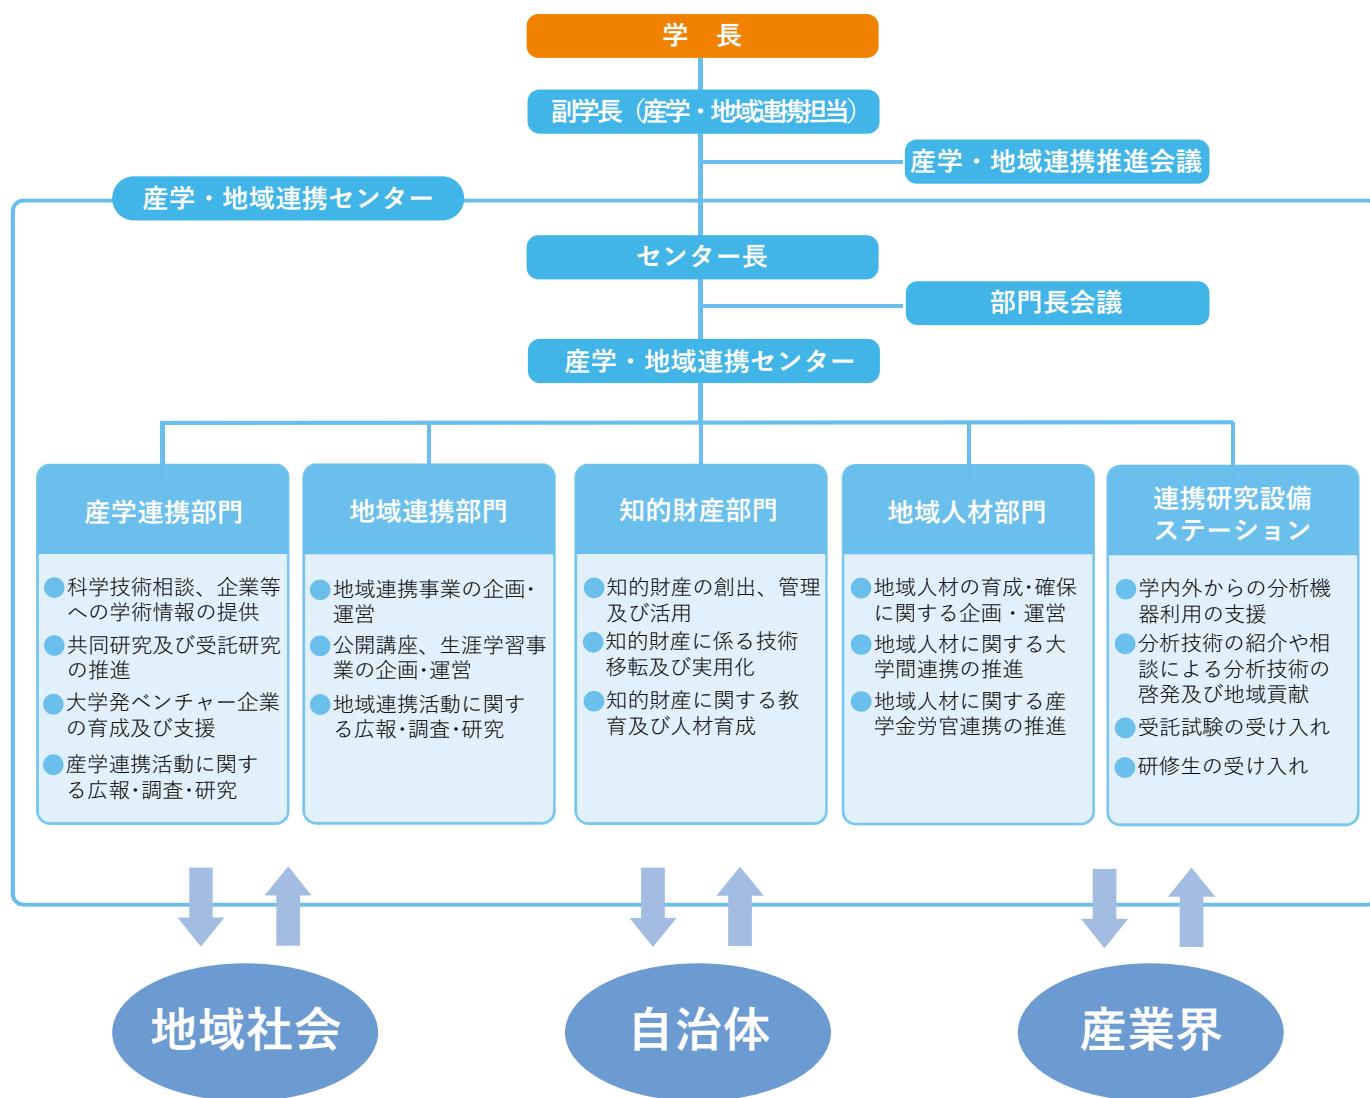 学　長
副学長（産学・地域連携担当）
産学・地域連携推進会議
産学・地域連携センター
センター長
部門長会議
産学・地域連携センター
産学連携部門
●科学技術相談、企業等
への学術情報の提供
●共同研究及び受託研究
の推進
●大学発ベンチャー企業
の育成及び支援
●産学連携活動に関す
る広報・調査・研究
地域連携部門
●地域連携事業の企画・
運営
●公開講座、生涯学習事
業の企画・運営
●地域連携活動に関す
る広報・調査・研究
知的財産部門
●知的財産の創出、管理
及び活用
●知的財産に係る技術
移転及び実用化
●知的財産に関する教
育及び人材育成
地域人材部門
●地域人材の育成・確保
に関する企画・運営
●地域人材に関する大
学間連携の推進
●地域人材に関する産
学金労官連携の推進
連携研究設備
ステーション
●学内外からの分析機
器利用の支援
●分析技術の紹介や相
談による分析技術の
啓発及び地域貢献
●受託試験の受け入れ
●研修生の受け入れ
地域社会
自治体
産業界